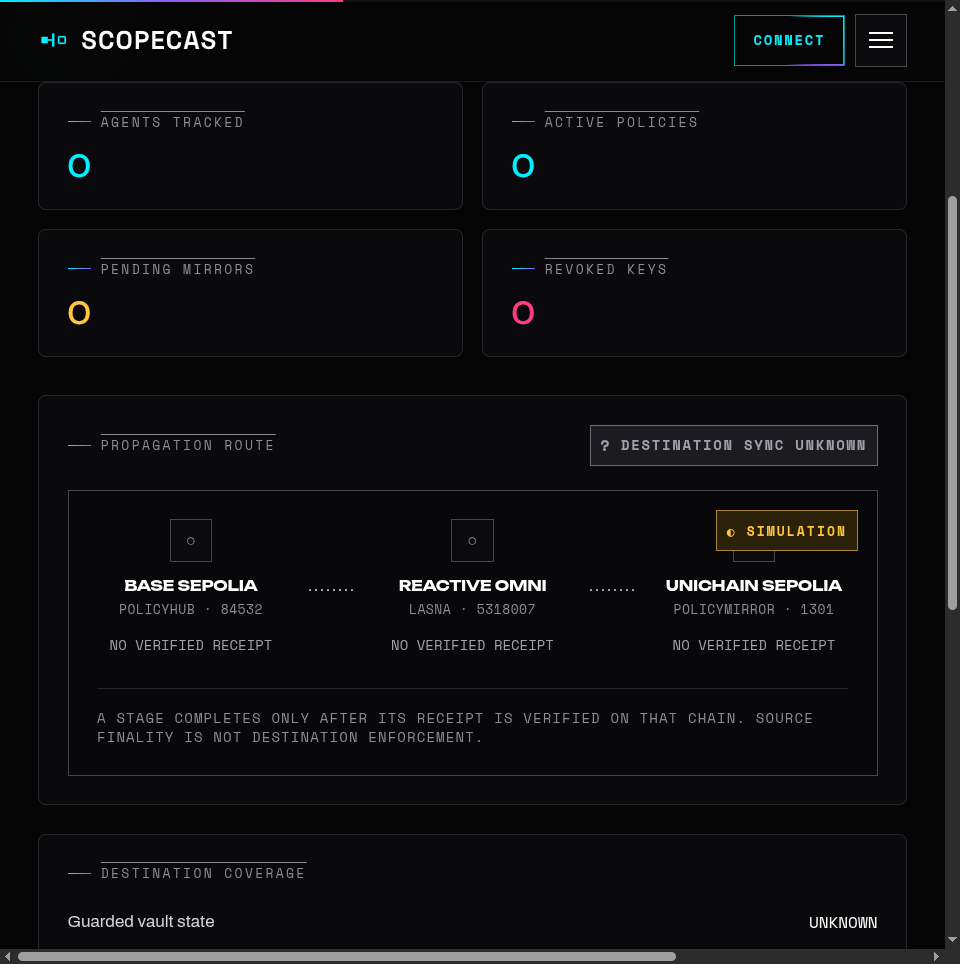 SCOPECAST
CONNECT
AGENTS TRACKED
0
ACTIVE POLICIES
0
PENDING MIRRORS
0
REVOKED KEYS
0
PROPAGATION ROUTE
? DESTINATION SYNC UNKNOWN
◐ SIMULATION
○
BASE SEPOLIA
POLICYHUB · 84532
NO VERIFIED RECEIPT
○
REACTIVE OMNI
LASNA · 5318007
NO VERIFIED RECEIPT
UNICHAIN SEPOLIA
POLICYMIRROR · 1301
NO VERIFIED RECEIPT
A STAGE COMPLETES ONLY AFTER ITS RECEIPT IS VERIFIED ON THAT CHAIN. SOURCE
FINALITY IS NOT DESTINATION ENFORCEMENT.
DESTINATION COVERAGE
Guarded vault state
UNKNOWN